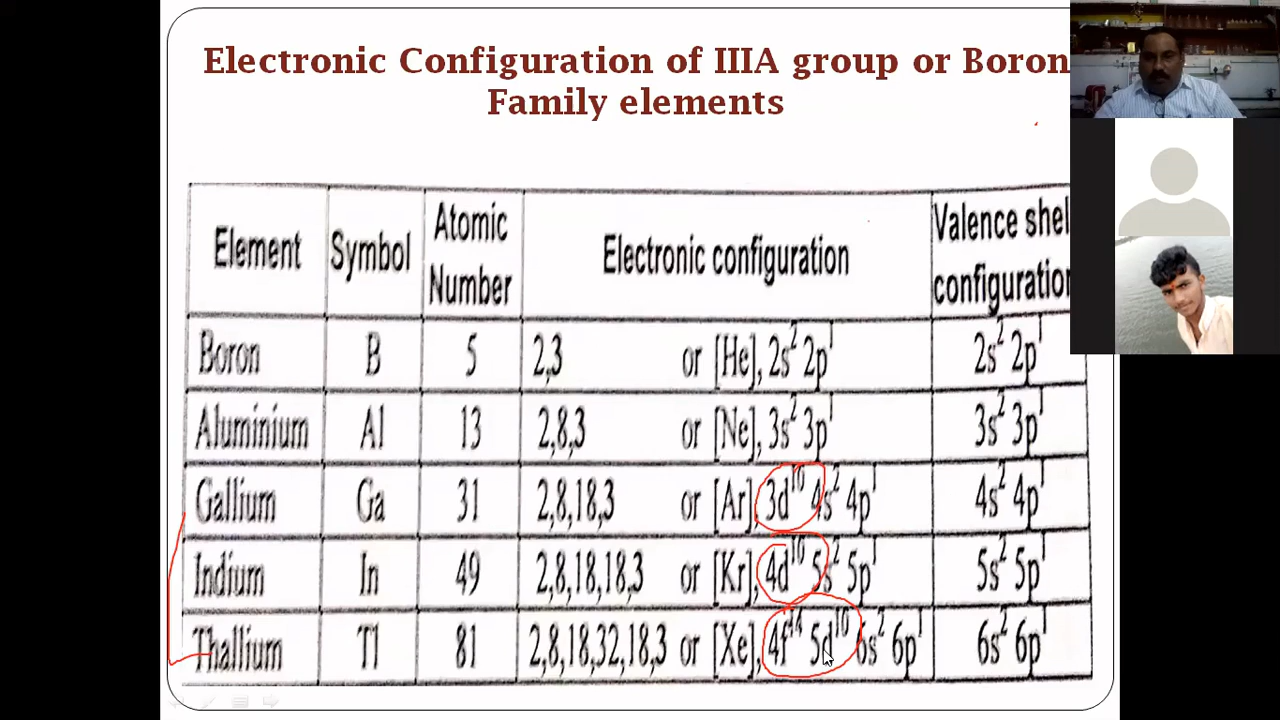 Electronic Configuration of IIIA group or Boron
Family elements
Element Symbol Atomic Number Electronic configuration Valence shel configuration
Boron B 5 2,3 or [He], 2s² 2p¹ 2s² 2p¹
Aluminium Al 13 2,8,3 or [Ne], 3s² 3p¹ 3s² 3p¹
Gallium Ga 31 2,8,18,3 or [Ar], 3d¹⁰ 4s² 4p¹ 4s² 4p¹
Indium In 49 2,8,18,18,3 or [Kr], 4d¹⁰ 5s² 5p¹ 5s² 5p¹
Thallium Tl 81 2,8,18,32,18,3 or [Xe], 4f¹⁴ 5d¹⁰ 6s² 6p¹ 6s² 6p¹